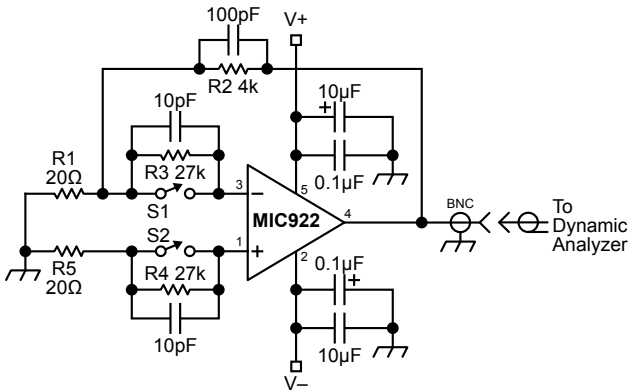 100pF
V+
R2 4k
10pF
10µF
+
R1
20Ω
R3 27k
0.1µF
S1
3
−
5
MIC922
4
BNC
To
Dynamic
Analyzer
S2
1
+
2
R5
20Ω
R4 27k
0.1µF
+
10pF
10µF
V−